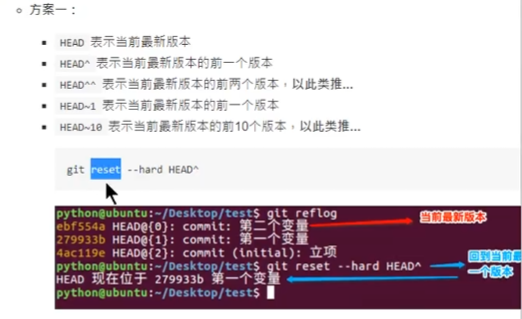 方案一：
HEAD 表示当前最新版本
HEAD^ 表示当前最新版本的前一个版本
HEAD^^ 表示当前最新版本的前两个版本，以此类推...
HEAD~1 表示当前最新版本的前一个版本
HEAD~10 表示当前最新版本的前10个版本，以此类推...
git reset --hard HEAD^
python@ubuntu:~/Desktop/test$ git reflog
当前最新版本
ebf554a HEAD@{0}: commit: 第二个变量
279933b HEAD@{1}: commit: 第一个变量
4ac119e HEAD@{2}: commit (initial): 立项
python@ubuntu:~/Desktop/test$ git reset --hard HEAD^
回到当前最
一个版本
HEAD 现在位于 279933b 第一个变量
python@ubuntu:~/Desktop/test$